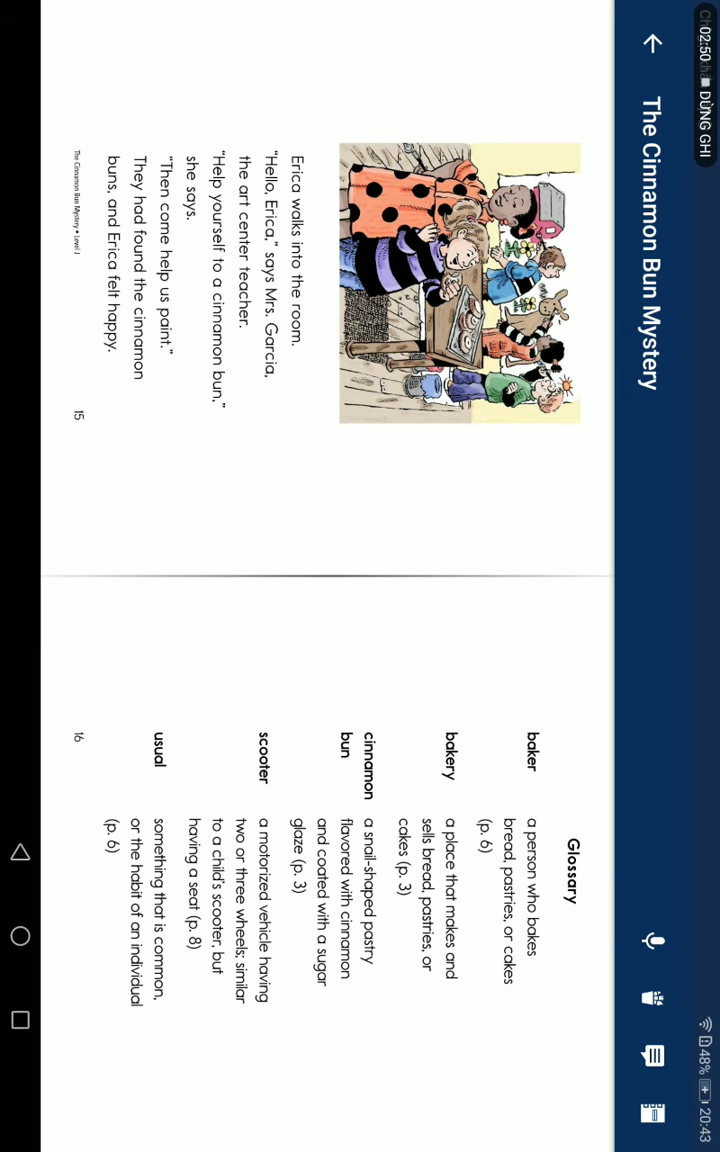 02:50 DỪNG GHI
48% 20:43
The Cinnamon Bun Mystery
Erica walks into the room.
"Hello, Erica," says Mrs. Garcia,
the art center teacher.
"Help yourself to a cinnamon bun,"
she says.
"Then come help us paint."
They had found the cinnamon
buns, and Erica felt happy.
The Cinnamon Bun Mystery • Level J
15
Glossary
baker a person who bakes
bread, pastries, or cakes
(p. 6)
bakery a place that makes and
sells bread, pastries, or
cakes (p. 3)
cinnamon a snail-shaped pastry
bun flavored with cinnamon
and coated with a sugar
glaze (p. 3)
scooter a motorized vehicle having
two or three wheels; similar
to a child's scooter, but
having a seat (p. 8)
usual something that is common,
or the habit of an individual
(p. 6)
16